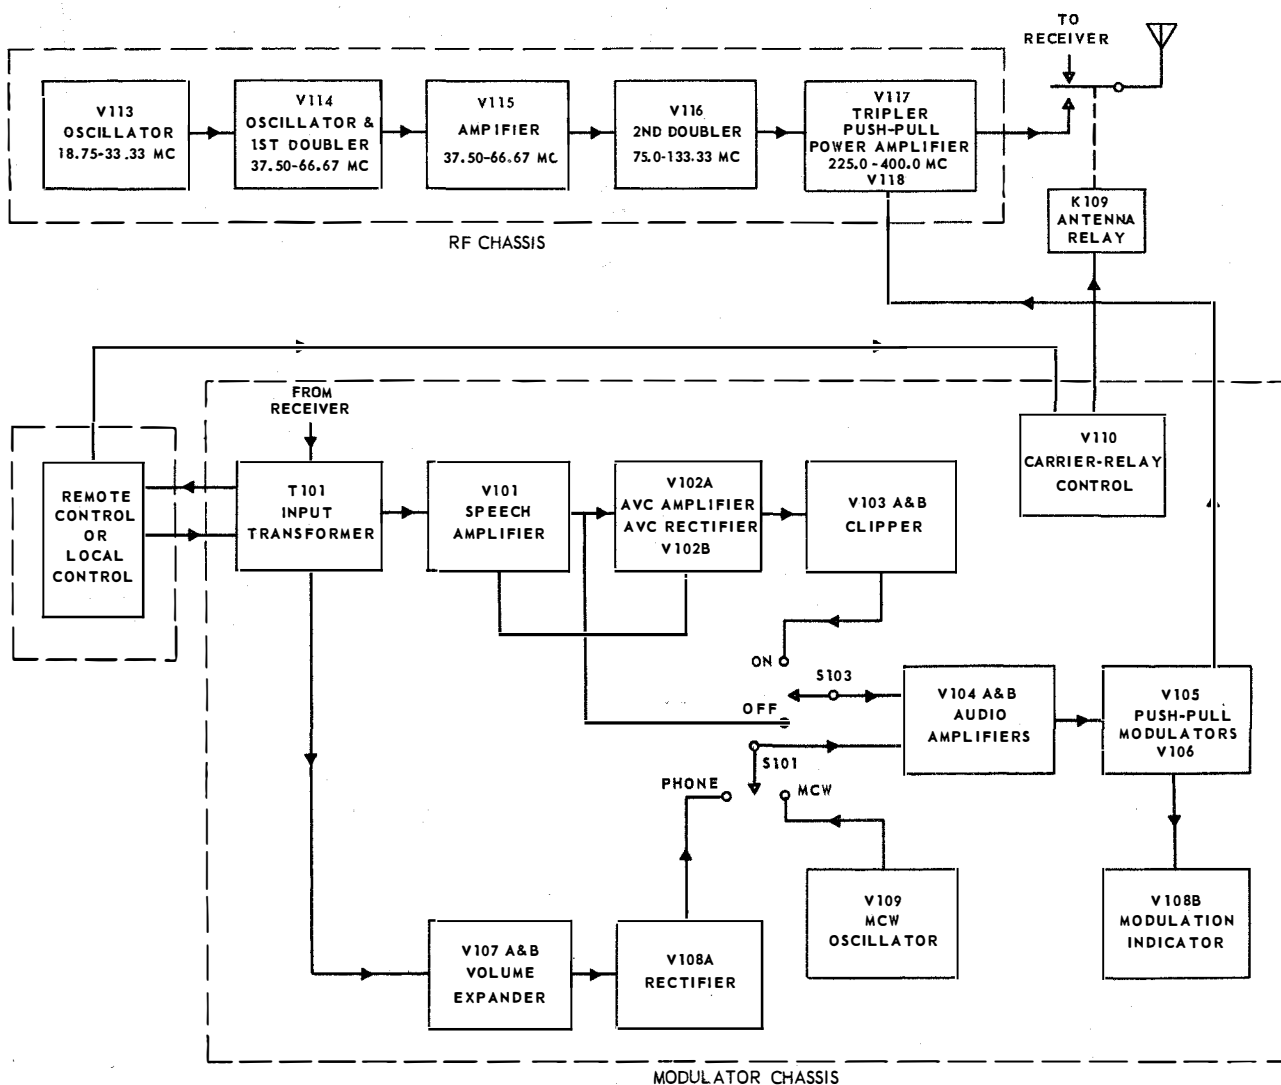 TO
RECEIVER
V113
OSCILLATOR
18.75-33.33 MC
V114
OSCILLATOR &
1ST DOUBLER
37.50-66.67 MC
V115
AMPIFIER
37.50-66.67 MC
V116
2ND DOUBLER
75.0-133.33 MC
V117
TRIPLER
PUSH-PULL
POWER AMPLIFIER
225.0-400.0 MC
V118
K109
ANTENNA
RELAY
RF CHASSIS
FROM
RECEIVER
REMOTE
CONTROL
OR
LOCAL
CONTROL
T101
INPUT
TRANSFORMER
V101
SPEECH
AMPLIFIER
V102A
AVC AMPLIFIER
AVC RECTIFIER
V102B
V103 A&B
CLIPPER
V110
CARRIER-RELAY
CONTROL
ON
S103
OFF
S101
PHONE
MCW
V104 A&B
AUDIO
AMPLIFIERS
V105
PUSH-PULL
MODULATORS
V106
V107 A&B
VOLUME
EXPANDER
V108A
RECTIFIER
V109
MCW
OSCILLATOR
V108B
MODULATION
INDICATOR
MODULATOR CHASSIS